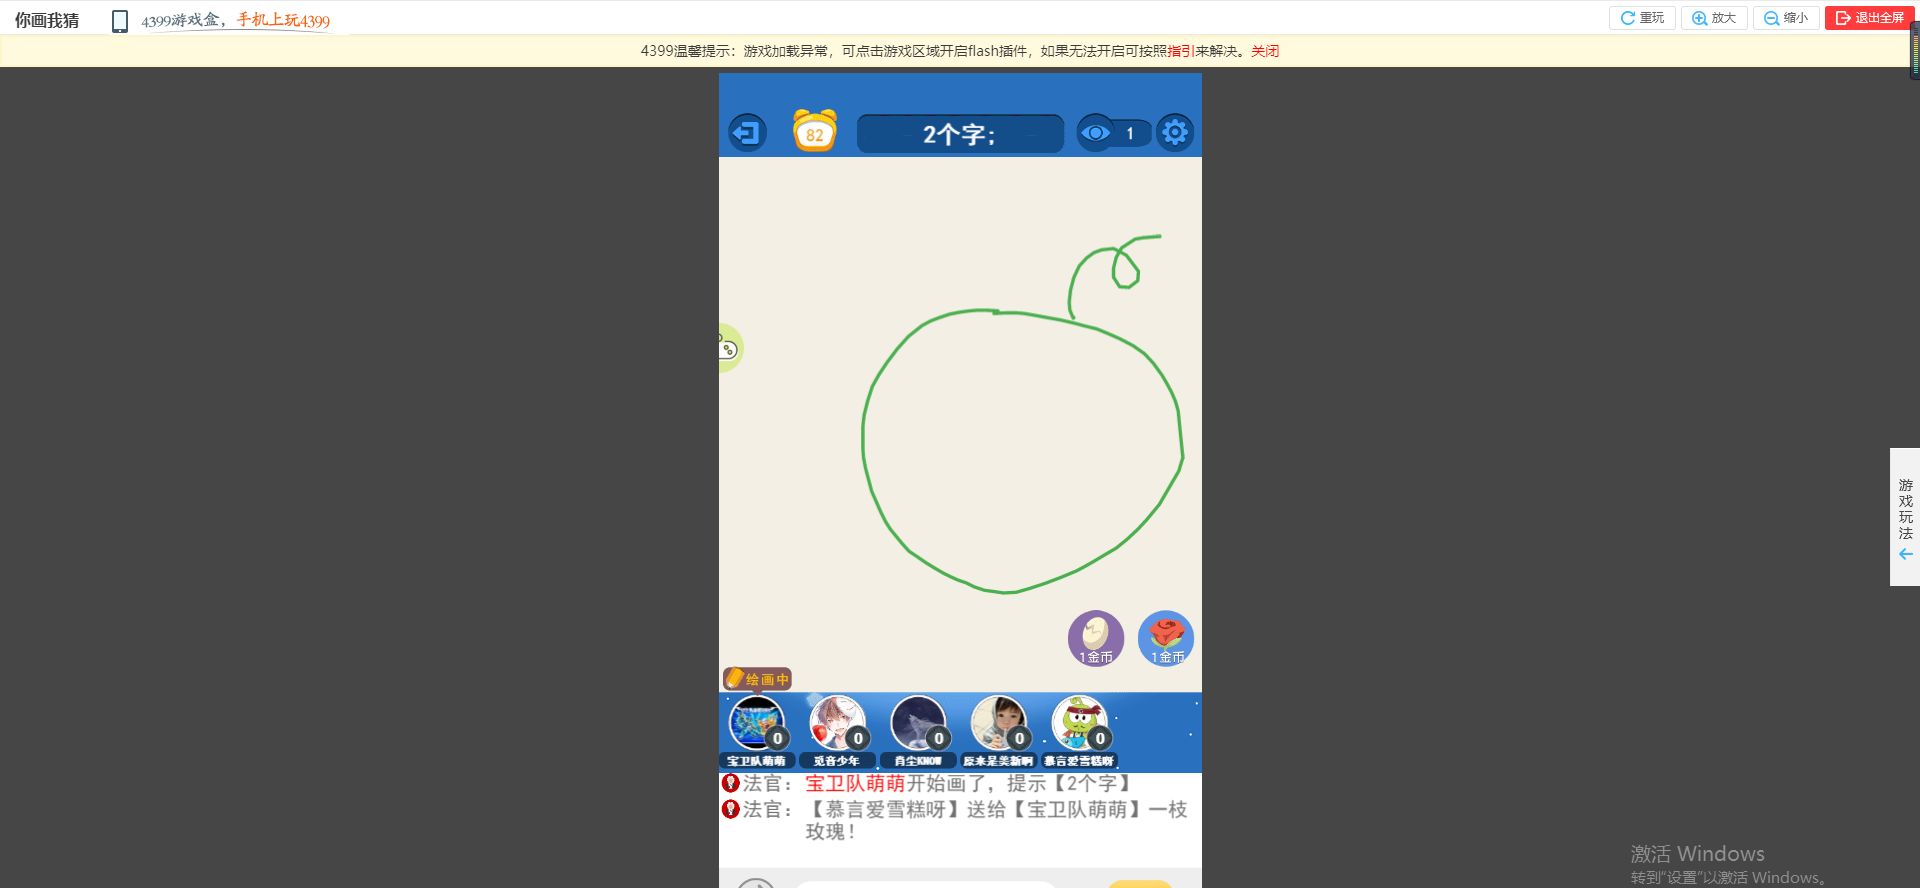 你画我猜
4399游戏盒，手机上玩4399
重玩
放大
缩小
退出全屏
4399温馨提示：游戏加载异常，可点击游戏区域开启flash插件，如果无法开启可按照指引来解决。关闭
82
2个字；
1
游戏玩法
1金币
1金币
绘画中
0
0
0
0
0
宝卫队萌萌
觅音少年
肖尘KNOW
原来是美新啊
慕言爱雪糕呀
法官：宝卫队萌萌开始画了，提示【2个字】
法官：【慕言爱雪糕呀】送给【宝卫队萌萌】一枝
玫瑰！
激活 Windows
转到“设置”以激活 Windows。